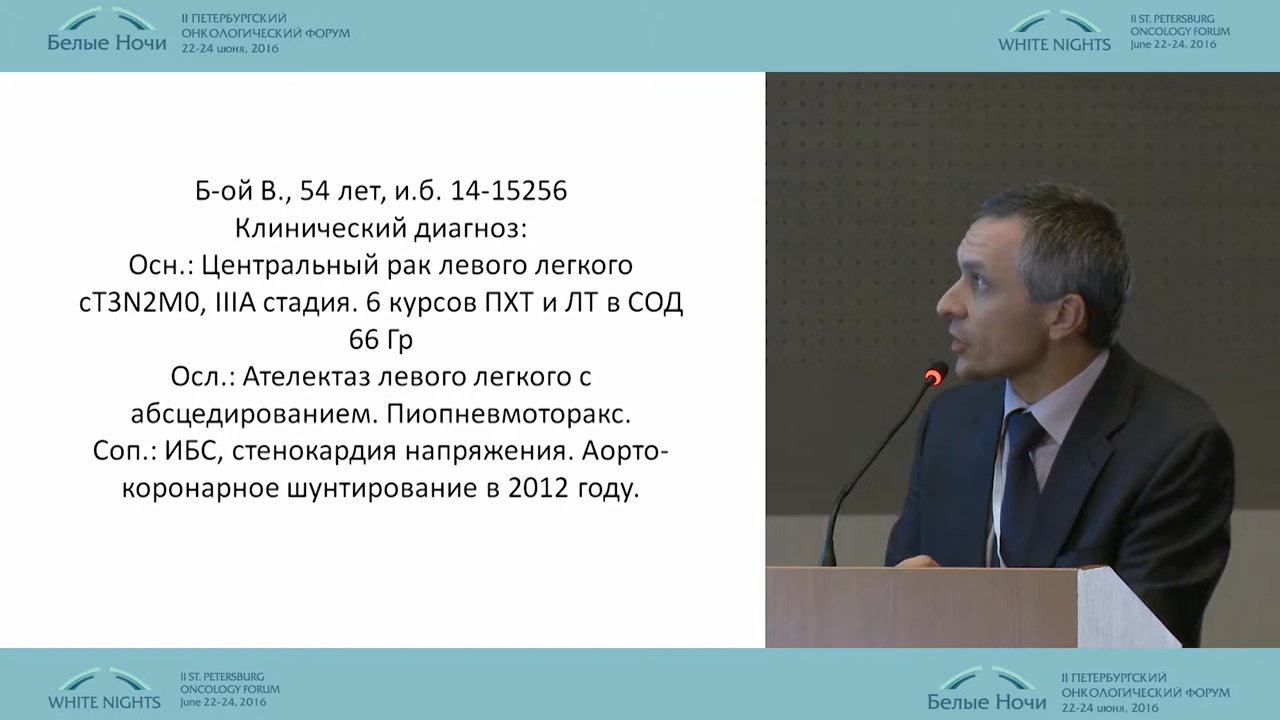 Белые Ночи
II ПЕТЕРБУРГСКИЙ
ОНКОЛОГИЧЕСКИЙ ФОРУМ
22-24 июня, 2016
WHITE NIGHTS
II ST. PETERSBURG
ONCOLOGY FORUM
June 22-24, 2016
Б-ой В., 54 лет, и.б. 14-15256
Клинический диагноз:
Осн.: Центральный рак левого легкого
cT3N2M0, IIIA стадия. 6 курсов ПХТ и ЛТ в СОД
66 Гр
Осл.: Ателектаз левого легкого с
абсцедированием. Пиопневмоторакс.
Соп.: ИБС, стенокардия напряжения. Аорто-
коронарное шунтирование в 2012 году.
WHITE NIGHTS
II ST. PETERSBURG
ONCOLOGY FORUM
June 22-24, 2016
Белые Ночи
II ПЕТЕРБУРГСКИЙ
ОНКОЛОГИЧЕСКИЙ ФОРУМ
22-24 июня, 2016